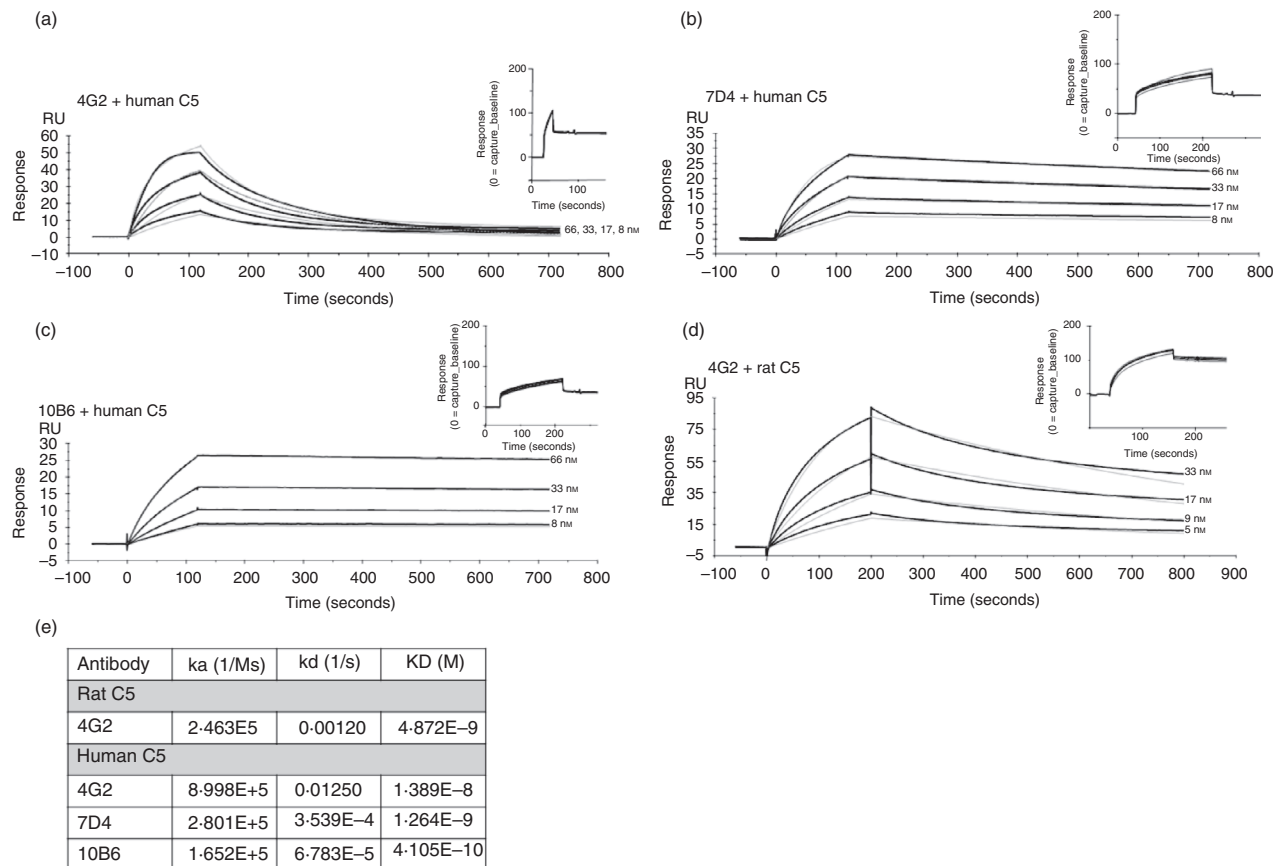 (a)
4G2 + human C5
RU
60
50
40
30
20
10
0
−10
Response
−100 0 100 200 300 400 500 600 700 800
Time (seconds)
66, 33, 17, 8 nM
200
100
0
Response
(0 = capture_baseline)
0 100
Time (seconds)
(b)
7D4 + human C5
RU
35
30
25
20
15
10
5
0
−5
Response
−100 0 100 200 300 400 500 600 700 800
Time (seconds)
66 nM
33 nM
17 nM
8 nM
200
100
0
Response
(0 = capture_baseline)
0 100 200
Time (seconds)
(c)
10B6 + human C5
RU
30
25
20
15
10
5
0
−5
Response
−100 0 100 200 300 400 500 600 700 800
Time (seconds)
66 nM
33 nM
17 nM
8 nM
200
100
0
Response
(0 = capture_baseline)
0 100 200
Time (seconds)
(d)
4G2 + rat C5
RU
95
75
55
35
15
−5
Response
−100 0 100 200 300 400 500 600 700 800 900
Time (seconds)
33 nM
17 nM
9 nM
5 nM
200
100
0
Response
(0 = capture_baseline)
100 200
Time (seconds)
(e)
Antibody ka (1/Ms) kd (1/s) KD (M)
Rat C5
4G2 2·463E5 0·00120 4·872E−9
Human C5
4G2 8·998E+5 0·01250 1·389E−8
7D4 2·801E+5 3·539E−4 1·264E−9
10B6 1·652E+5 6·783E−5 4·105E−10